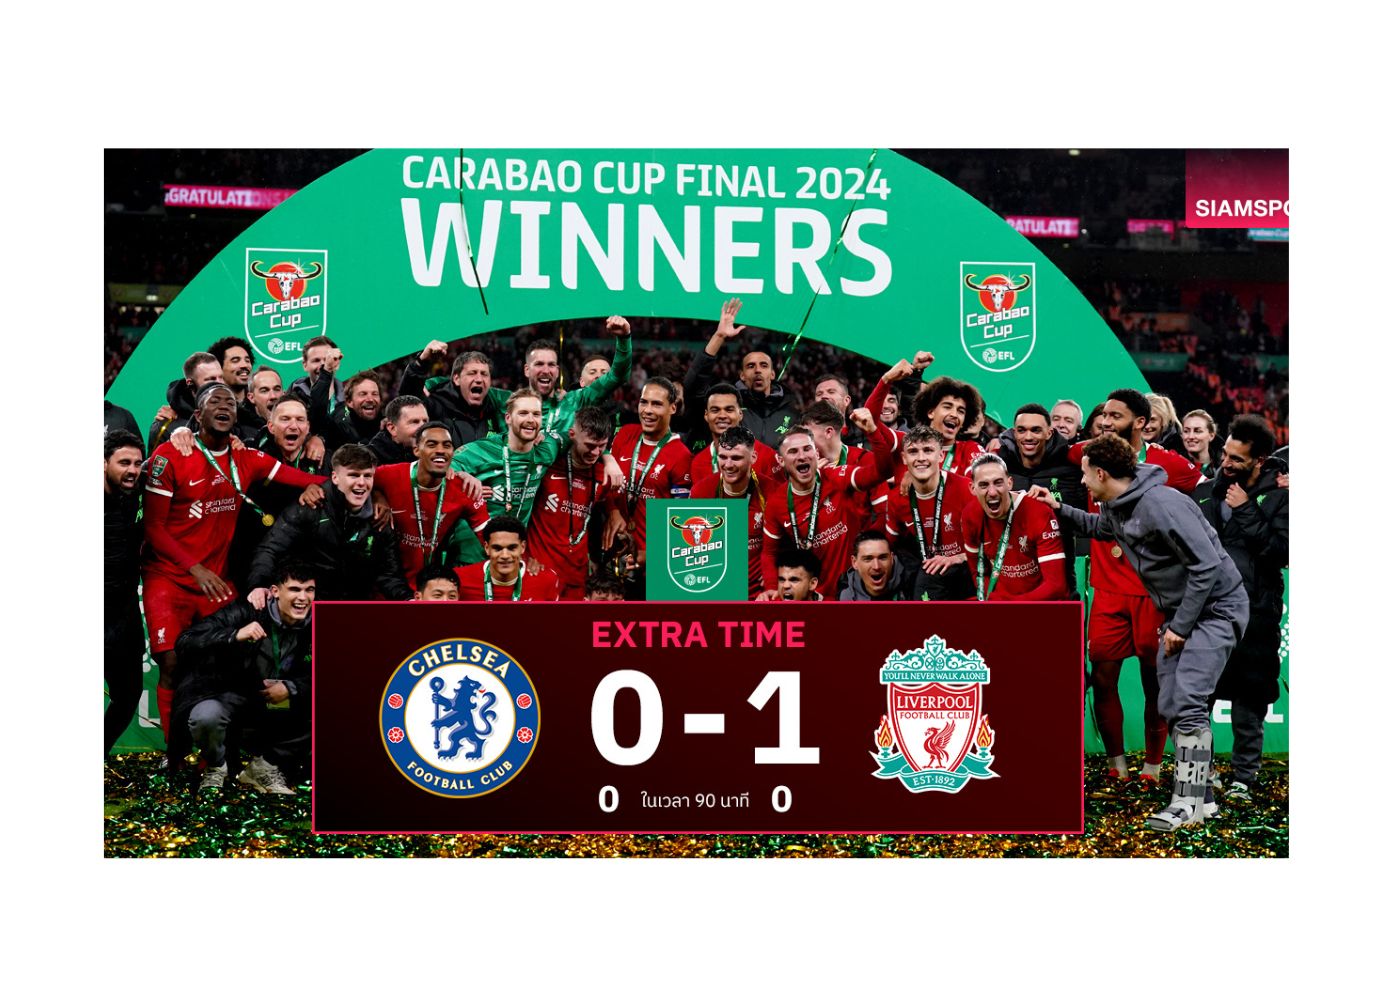 CARABAO CUP FINAL 2024
WINNERS
GRATULATIONS
GRATULATI
SIAMSPO
Carabao
Cup
EFL
Carabao
Cup
EFL
Carabao
Cup
EFL
EXTRA TIME
CHELSEA
FOOTBALL CLUB
0 - 1
YOU'LL NEVER WALK ALONE
LIVERPOOL
FOOTBALL CLUB
EST·1892
0 ในเวลา 90 นาที 0